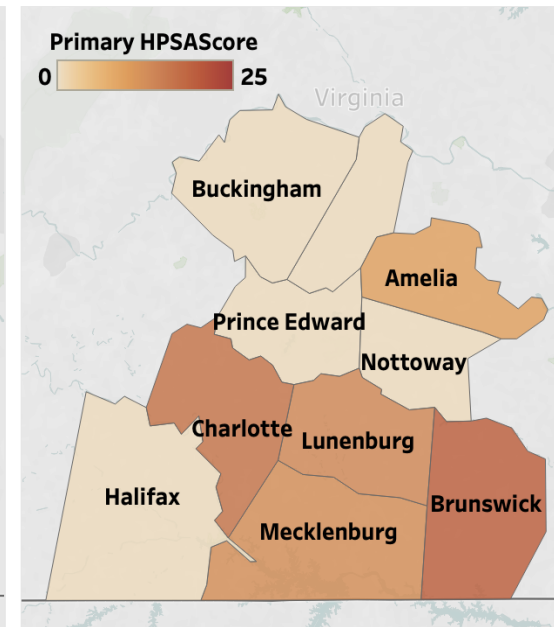 Primary HPSAScore
0 25
Virginia
Buckingham
Amelia
Prince Edward
Nottoway
Charlotte
Lunenburg
Halifax
Brunswick
Mecklenburg